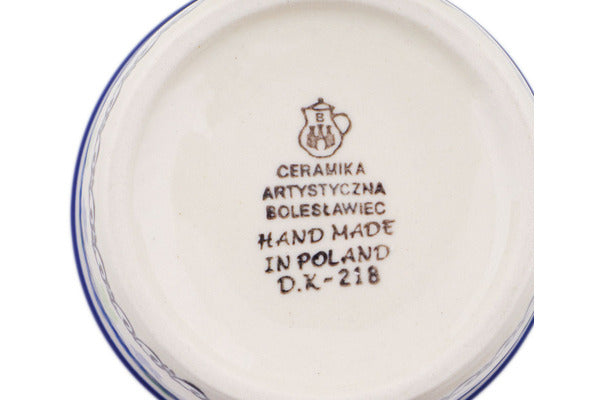 B
CERAMIKA
ARTYSTYCZNA
BOLESŁAWIEC
HAND MADE
IN POLAND
D.X-218